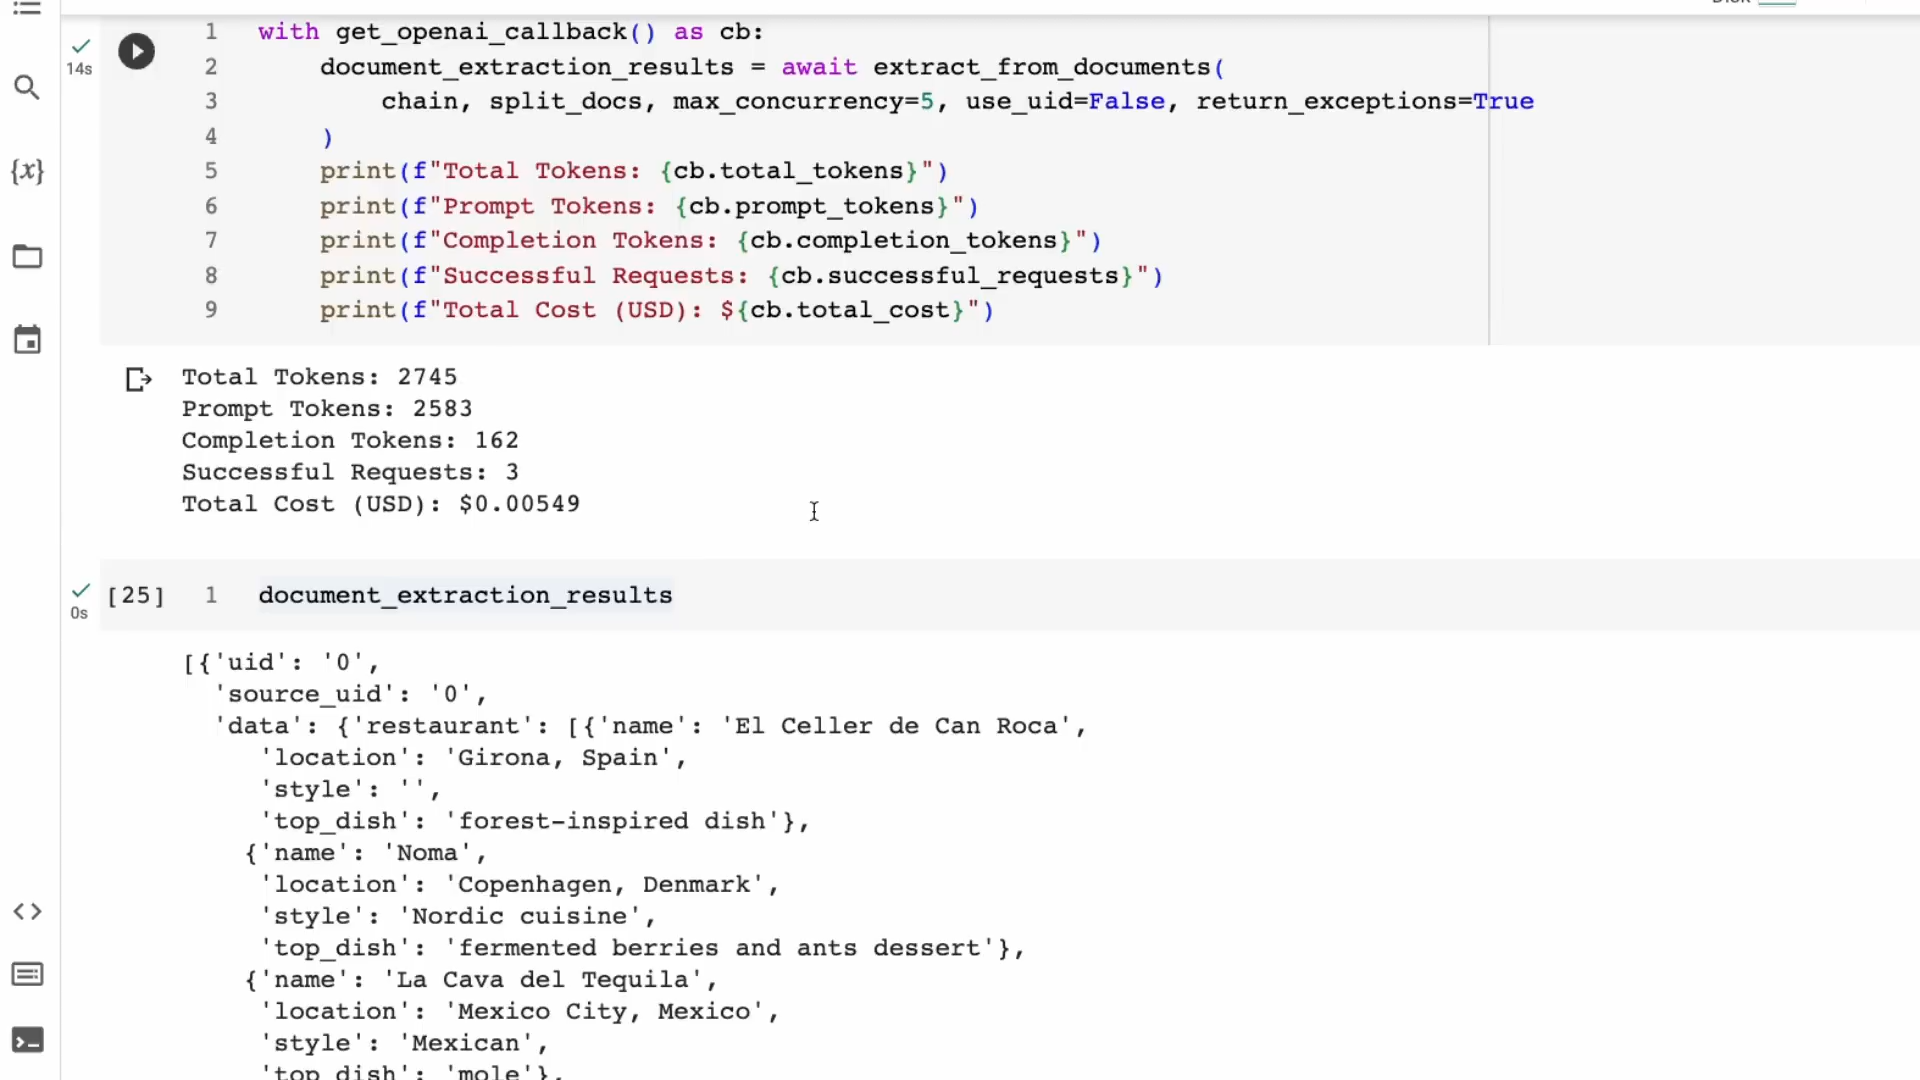 Disk
14s
1 with get_openai_callback() as cb:
2 document_extraction_results = await extract_from_documents(
3 chain, split_docs, max_concurrency=5, use_uid=False, return_exceptions=True
4 )
5 print(f"Total Tokens: {cb.total_tokens}")
6 print(f"Prompt Tokens: {cb.prompt_tokens}")
7 print(f"Completion Tokens: {cb.completion_tokens}")
8 print(f"Successful Requests: {cb.successful_requests}")
9 print(f"Total Cost (USD): ${cb.total_cost}")
{x}
Total Tokens: 2745
Prompt Tokens: 2583
Completion Tokens: 162
Successful Requests: 3
Total Cost (USD): $0.00549
0s
[25] 1 document_extraction_results
[{'uid': '0',
'source_uid': '0',
'data': {'restaurant': [{'name': 'El Celler de Can Roca',
'location': 'Girona, Spain',
'style': '',
'top_dish': 'forest-inspired dish'},
{'name': 'Noma',
'location': 'Copenhagen, Denmark',
'style': 'Nordic cuisine',
'top_dish': 'fermented berries and ants dessert'},
{'name': 'La Cava del Tequila',
'location': 'Mexico City, Mexico',
'style': 'Mexican',
'top_dish': 'mole'},